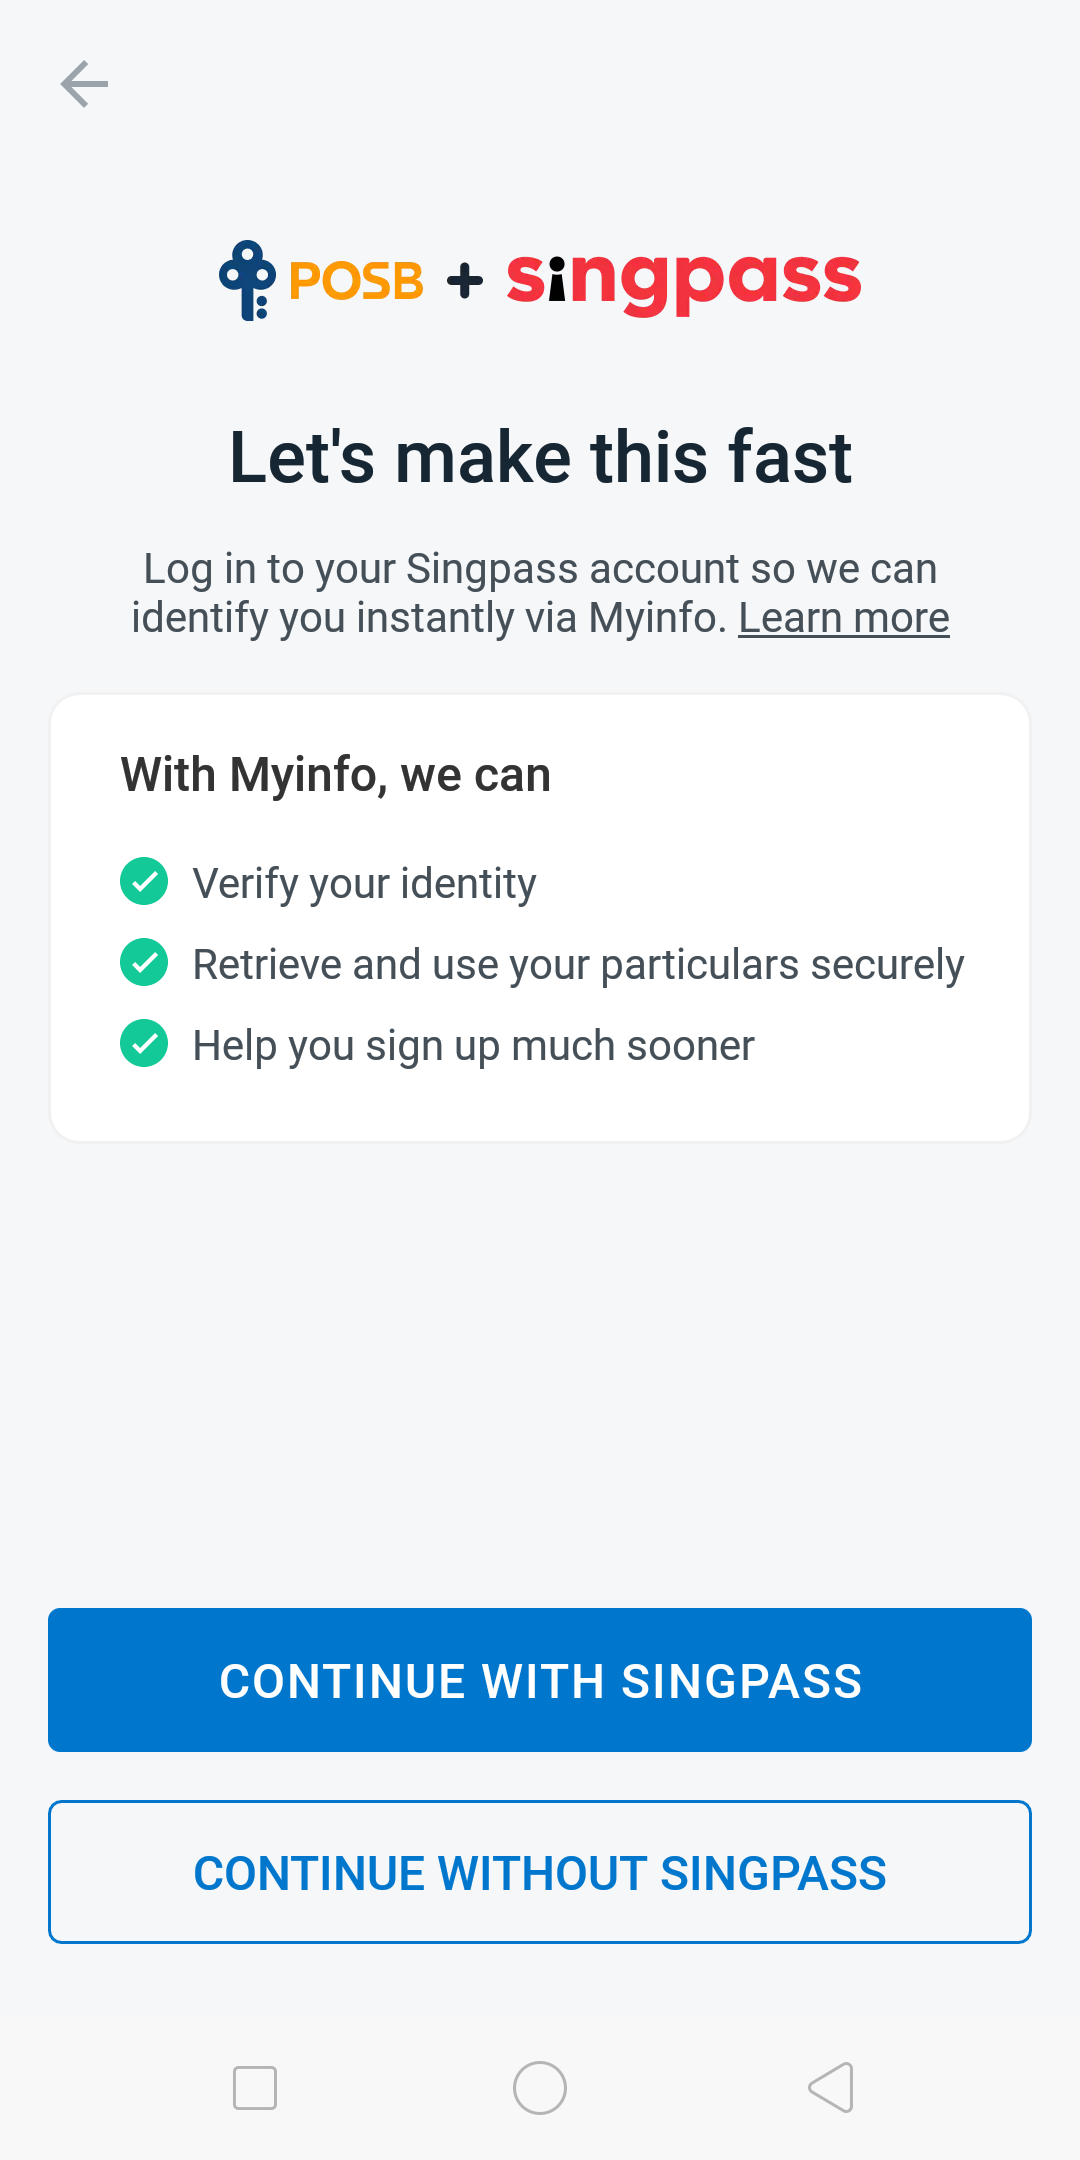 POSB + singpass
Let's make this fast
Log in to your Singpass account so we can
identify you instantly via Myinfo. Learn more
With Myinfo, we can
Verify your identity
Retrieve and use your particulars securely
Help you sign up much sooner
CONTINUE WITH SINGPASS
CONTINUE WITHOUT SINGPASS